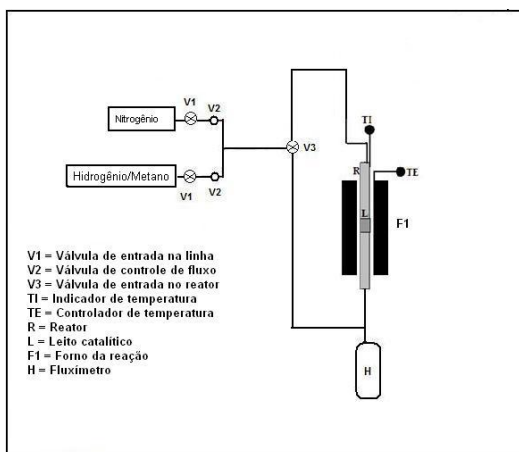 V1
V2
Nitrogênio
V3
Hidrogênio/Metano
V1
V2
TI
R
TE
L
F1
H
V1 = Válvula de entrada na linha
V2 = Válvula de controle de fluxo
V3 = Válvula de entrada no reator
TI = Indicador de temperatura
TE = Controlador de temperatura
R = Reator
L = Leito catalítico
F1 = Forno da reação
H = Fluxímetro